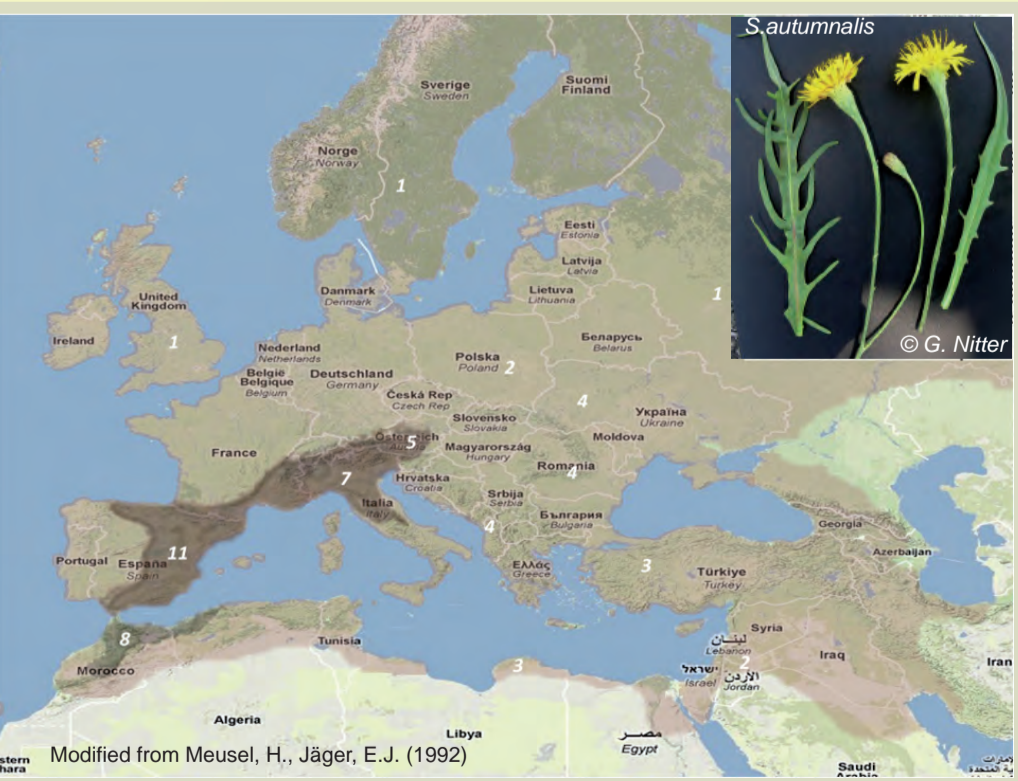 S.autumnalis
Sverige
Sweden
Suomi
Finland
Norge
Norway
1
Eesti
Estonia
Latvija
Latvia
Danmark
Denmark
Lietuva
Lithuania
1
United
Kingdom
Ireland
1
Беларусь
Belarus
© G. Nitter
Nederland
Netherlands
Polska
Poland
2
België
Belgique
Belgium
Deutschland
Germany
Česká Rep
Czech Rep
4
Україна
Ukraine
Slovensko
Slovakia
Österreich
5
Magyarország
Hungary
Moldova
France
7
Hrvatska
Croatia
Romania
4
Italia
Italy
Srbija
Serbia
4
България
Bulgaria
Georgia
Azerbaijan
Portugal
España
Spain
11
Ελλάς
Greece
3
Türkiye
Turkey
8
Tunisia
Syria
لبنان
Lebanon
Iraq
Iran
Morocco
3
ישראל
Israel
2
الأردن
Jordan
Algeria
Libya
مصر
Egypt
Modified from Meusel, H., Jäger, E.J. (1992)
stern
hara
Saudi
Arabia